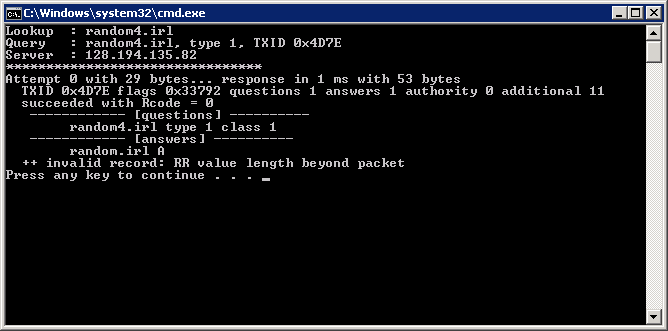 C:\Windows\system32\cmd.exe
Lookup  : random4.irl
Query   : random4.irl, type 1, TXID 0x4D7E
Server  : 128.194.135.82
********************************
Attempt 0 with 29 bytes... response in 1 ms with 53 bytes
  TXID 0x4D7E flags 0x33792 questions 1 answers 1 authority 0 additional 11
  succeeded with Rcode = 0
   ------------ [questions] ----------
        random4.irl type 1 class 1
   ------------ [answers] ----------
        random.irl A
  ++ invalid record: RR value length beyond packet
Press any key to continue . . . _